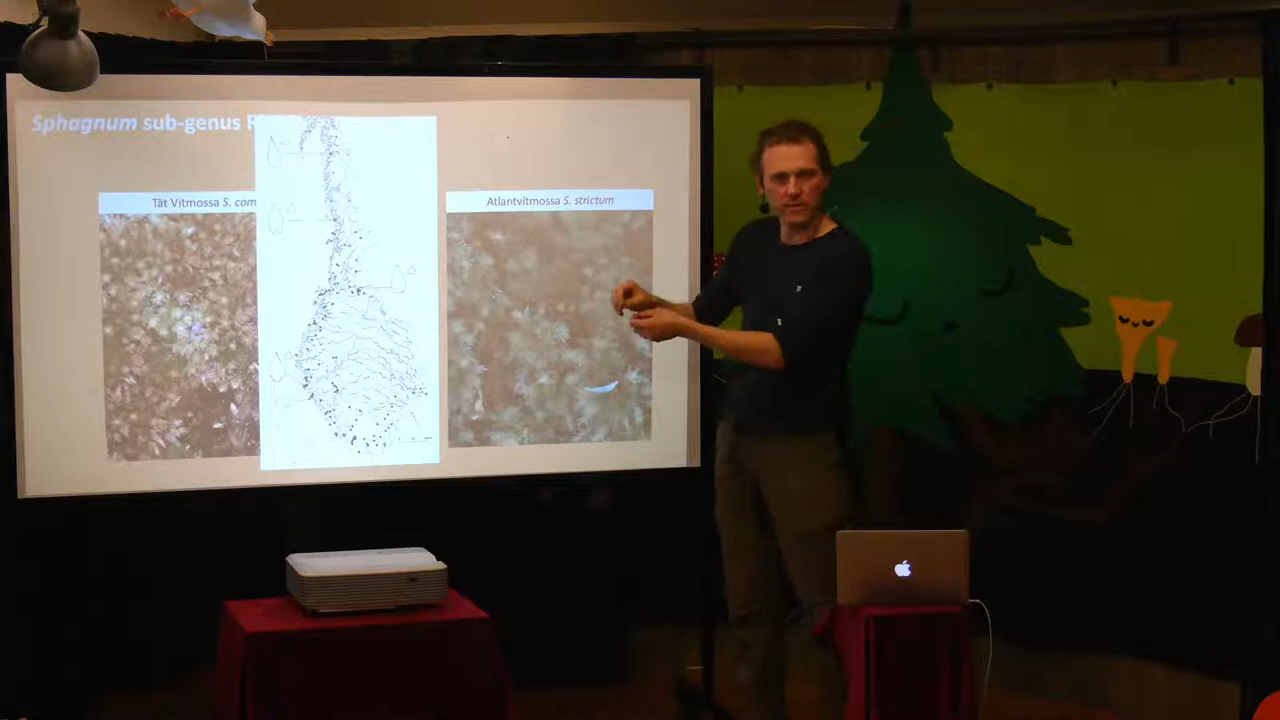 Sphagnum sub-genus
Tät Vitmossa S. com
Atlantvitmossa S. strictum